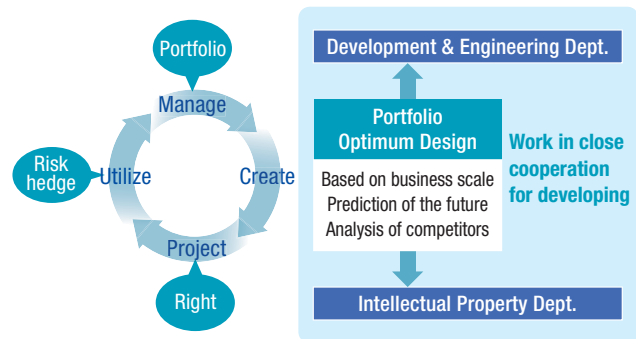 Portfolio
Manage
Risk
hedge
Utilize
Create
Project
Right
Development & Engineering Dept.
Portfolio
Optimum Design
Based on business scale
Prediction of the future
Analysis of competitors
Work in close
cooperation
for developing
Intellectual Property Dept.